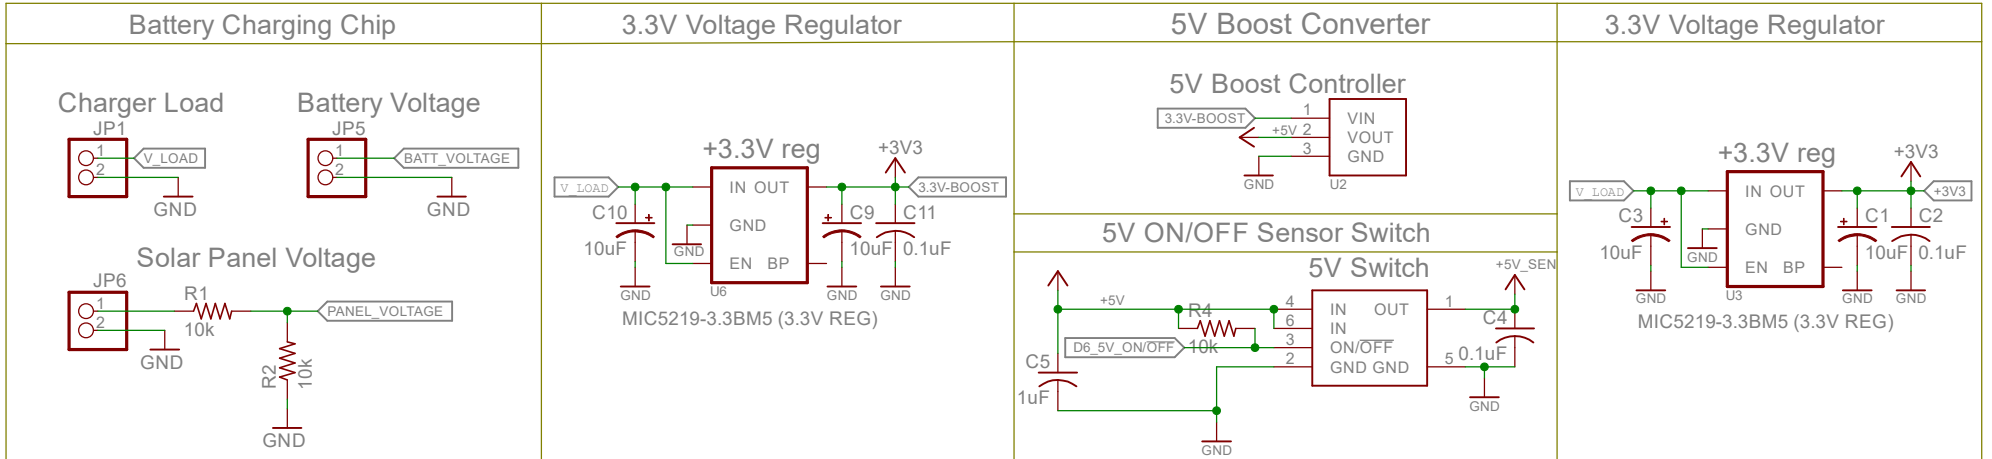 Battery Charging Chip
Charger Load
JP1
1
2
V_LOAD
GND
Battery Voltage
JP5
1
2
BATT_VOLTAGE
GND
Solar Panel Voltage
JP6
1
2
R1
10k
GND
PANEL_VOLTAGE
R2
10k
GND
3.3V Voltage Regulator
+3.3V reg
+3V3
V_LOAD
IN OUT
3.3V-BOOST
C10
10uF
GND
GND
C9
10uF
C11
0.1uF
EN BP
GND
U6
GND
GND
MIC5219-3.3BM5 (3.3V REG)
5V Boost Converter
5V Boost Controller
3.3V-BOOST
1
VIN
+5V
2
VOUT
3
GND
GND
U2
5V ON/OFF Sensor Switch
5V Switch
+5V_SEN
+5V
4
IN
OUT
1
R4
10k
6
IN
C4
0.1uF
D6_5V_ON/OFF
3
ON/OFF
C5
1uF
2
GND GND
5
GND
GND
3.3V Voltage Regulator
+3.3V reg
+3V3
V_LOAD
IN OUT
+3V3
C3
10uF
GND
GND
C1
10uF
C2
0.1uF
EN BP
GND
U3
GND
GND
MIC5219-3.3BM5 (3.3V REG)